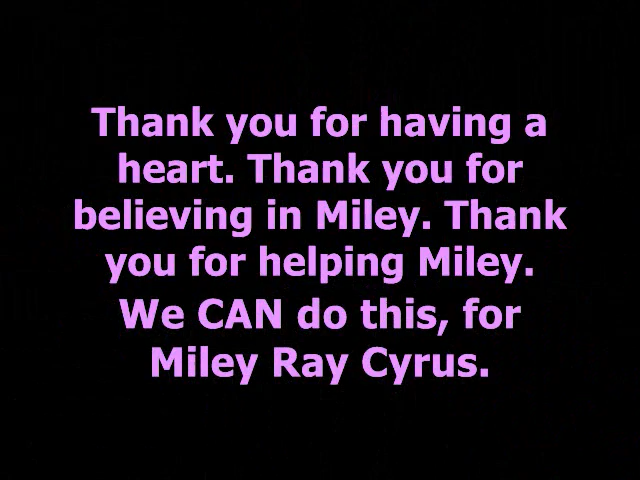 Thank you for having a
heart. Thank you for
believing in Miley. Thank
you for helping Miley.
We CAN do this, for
Miley Ray Cyrus.